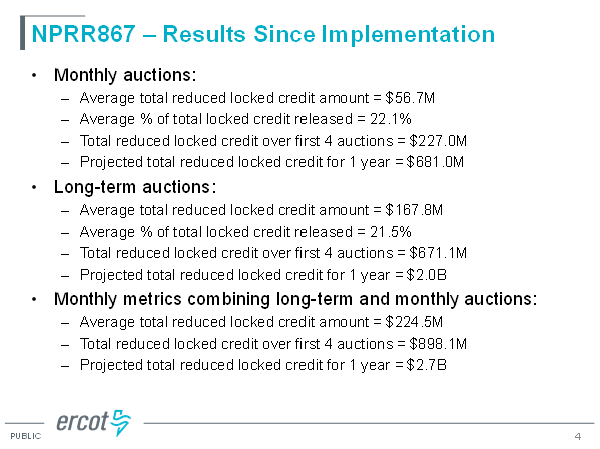 NPRR867 – Results Since Implementation
• Monthly auctions:
– Average total reduced locked credit amount = $56.7M
– Average % of total locked credit released = 22.1%
– Total reduced locked credit over first 4 auctions = $227.0M
– Projected total reduced locked credit for 1 year = $681.0M
• Long-term auctions:
– Average total reduced locked credit amount = $167.8M
– Average % of total locked credit released = 21.5%
– Total reduced locked credit over first 4 auctions = $671.1M
– Projected total reduced locked credit for 1 year = $2.0B
• Monthly metrics combining long-term and monthly auctions:
– Average total reduced locked credit amount = $224.5M
– Total reduced locked credit over first 4 auctions = $898.1M
– Projected total reduced locked credit for 1 year = $2.7B
ercot
PUBLIC
4